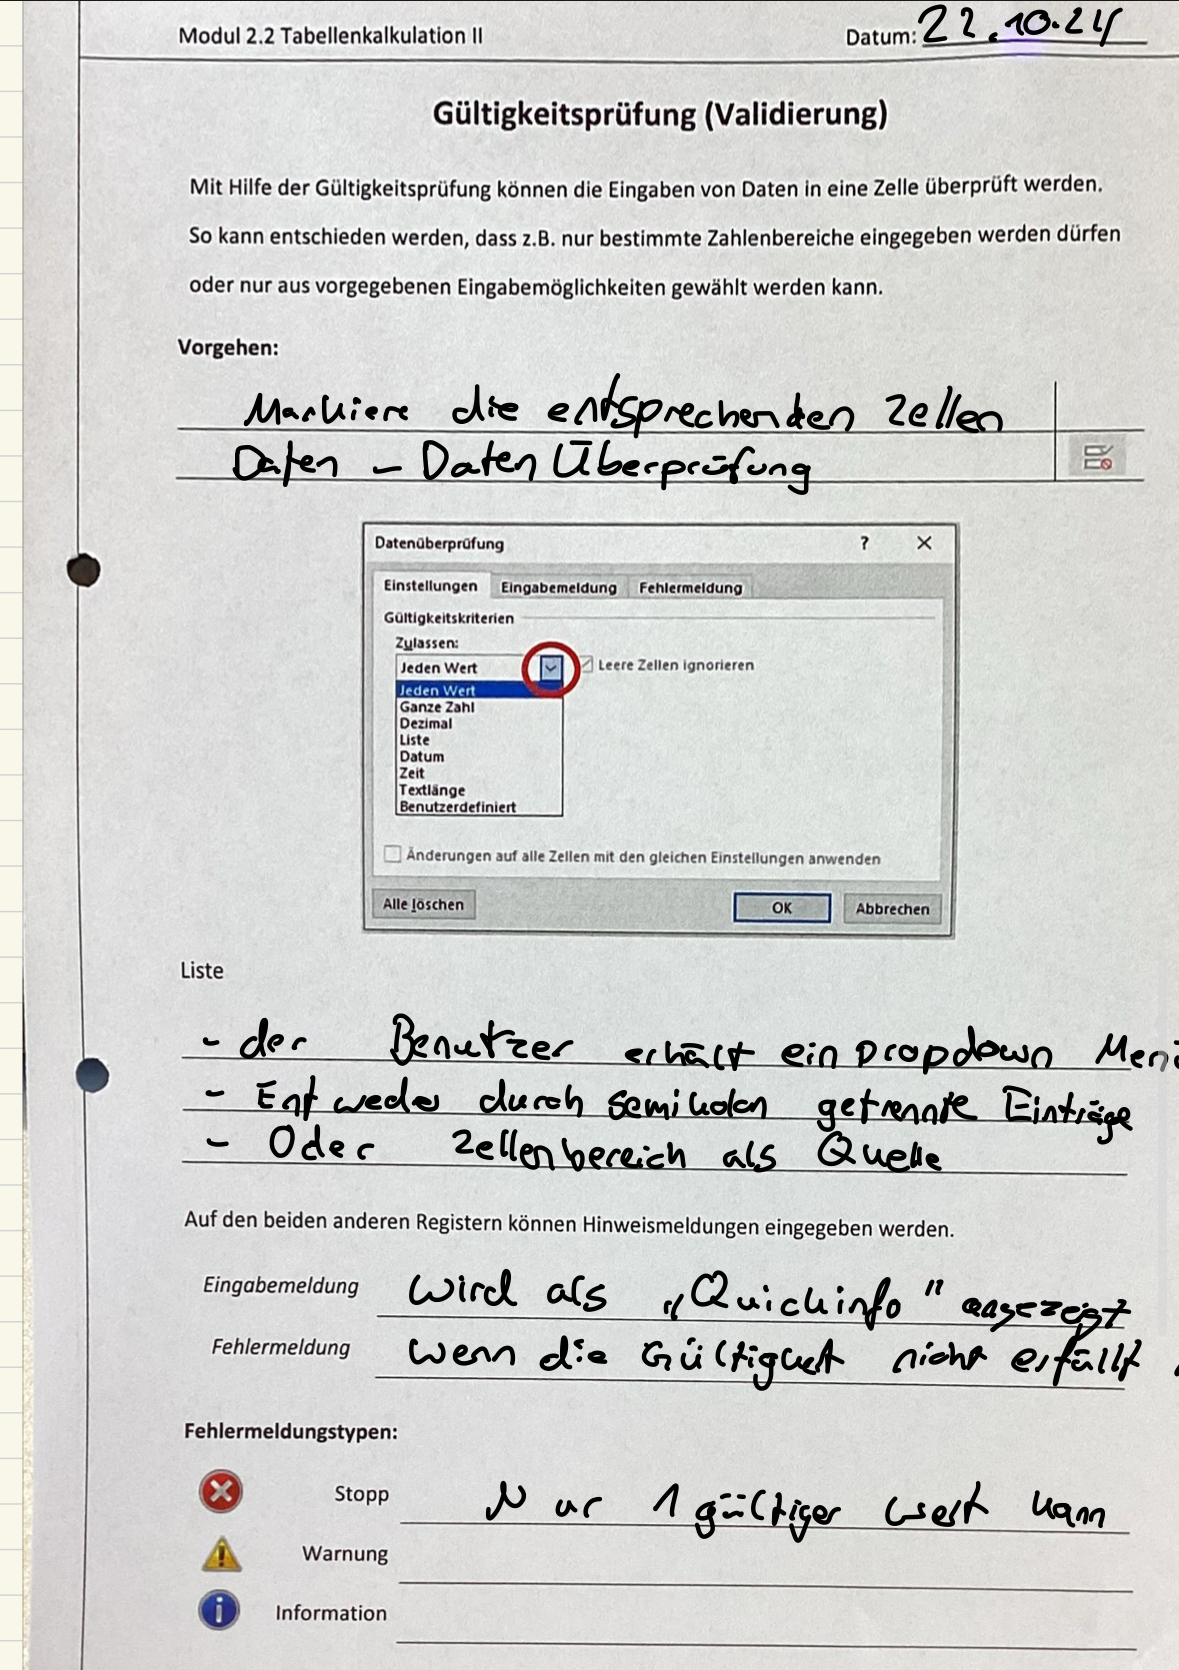 Modul 2.2 Tabellenkalkulation II
Datum: 22.10.24
Gültigkeitsprüfung (Validierung)
Mit Hilfe der Gültigkeitsprüfung können die Eingaben von Daten in eine Zelle überprüft werden.
So kann entschieden werden, dass z.B. nur bestimmte Zahlenbereiche eingegeben werden dürfen
oder nur aus vorgegebenen Eingabemöglichkeiten gewählt werden kann.
Vorgehen:
Markiere die entsprechenden Zellen
Daten – Daten Überprüfung
Datenüberprüfung ? ×
Einstellungen Eingabemeldung Fehlermeldung
Gültigkeitskriterien
Zulassen:
Jeden Wert Leere Zellen ignorieren
Jeden Wert
Ganze Zahl
Dezimal
Liste
Datum
Zeit
Textlänge
Benutzerdefiniert
Änderungen auf alle Zellen mit den gleichen Einstellungen anwenden
Alle löschen OK Abbrechen
Liste
- der Benutzer erhält ein Dropdown Menü
- Entweder durch Semikolon getrennte Einträge
- Oder Zellenbereich als Quelle
Auf den beiden anderen Registern können Hinweismeldungen eingegeben werden.
Eingabemeldung wird als „Quickinfo" angezeigt
Fehlermeldung wenn die Gültigkeit nicht erfüllt
Fehlermeldungstypen:
Stopp Nur 1 gültiger Wert kann
Warnung
Information